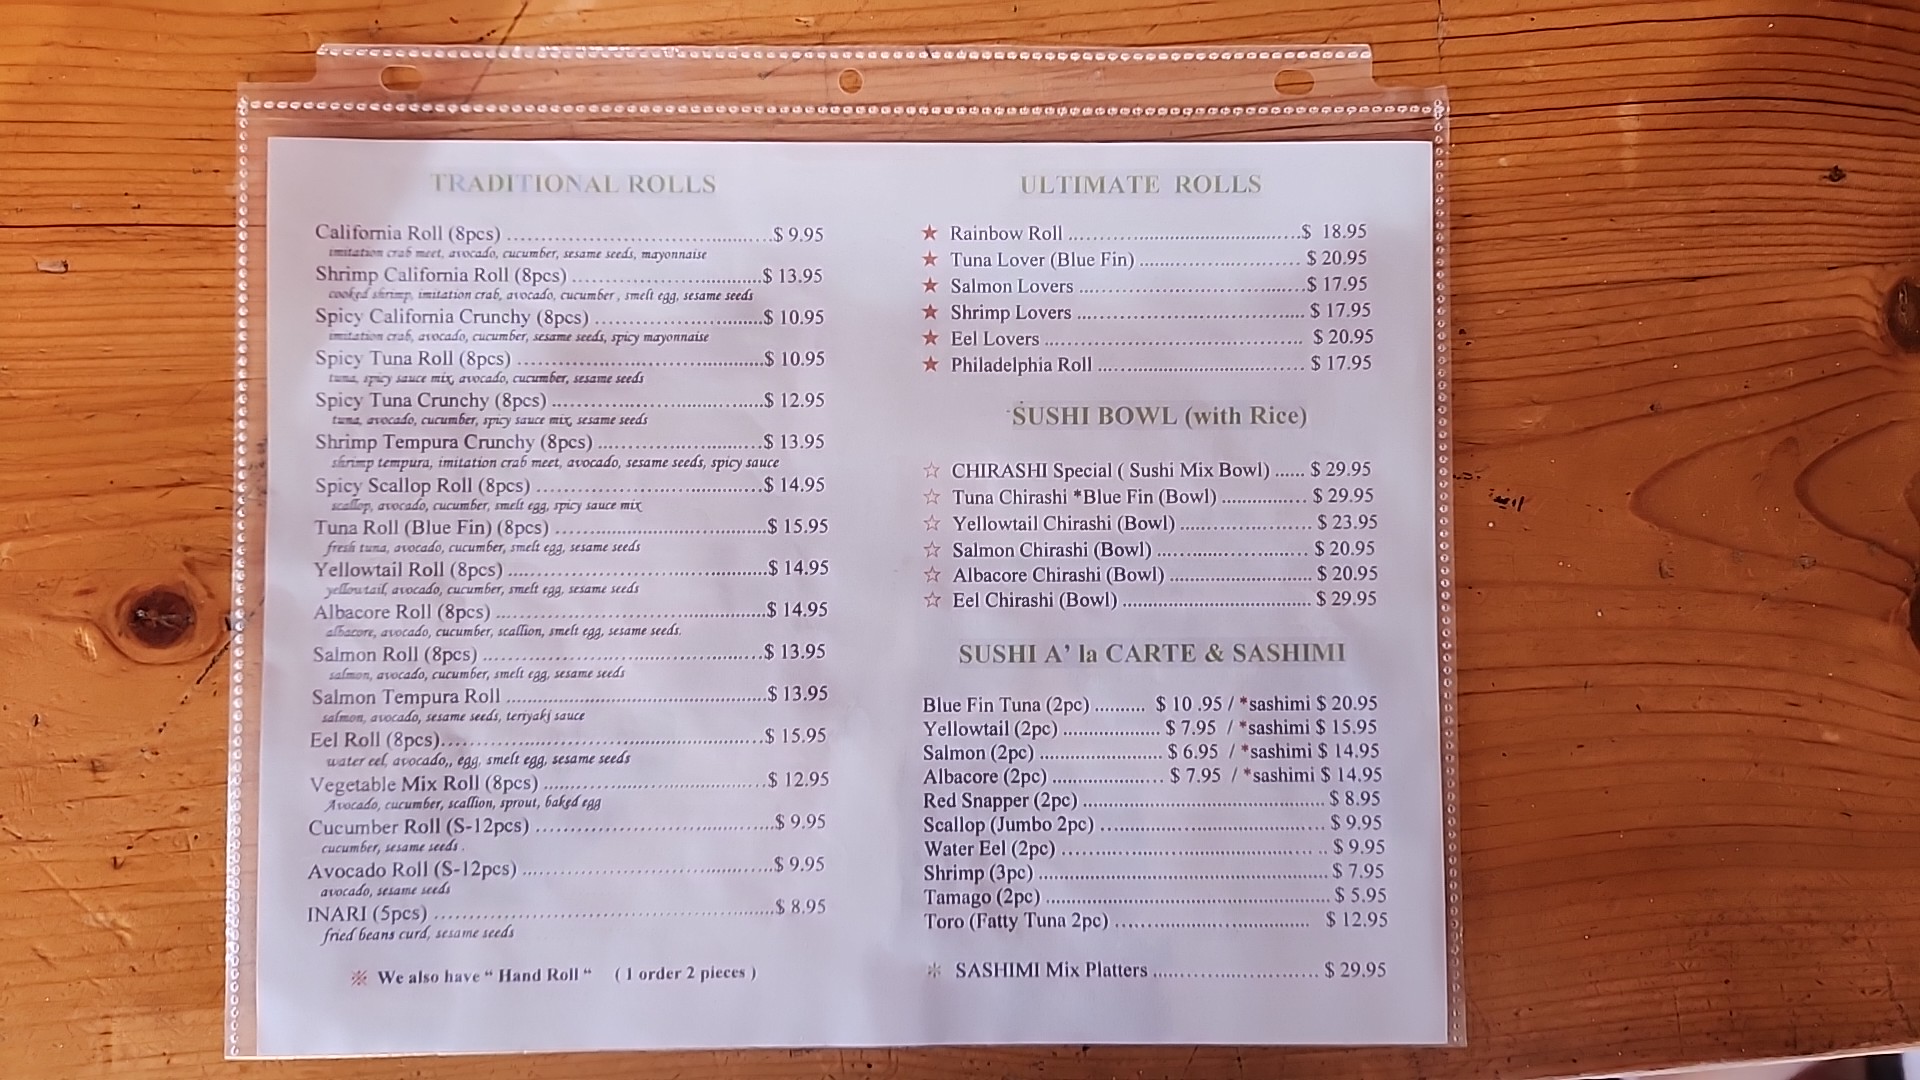 TRADITIONAL ROLLS
California Roll (8pcs) ..........................................$ 9.95
imitation crab meet, avocado, cucumber, sesame seeds, mayonnaise
Shrimp California Roll (8pcs) ..............................$ 13.95
cooked shrimp, imitation crab, avocado, cucumber , smelt egg, sesame seeds
Spicy California Crunchy (8pcs) ..........................$ 10.95
imitation crab, avocado, cucumber, sesame seeds, spicy mayonnaise
Spicy Tuna Roll (8pcs) ........................................$ 10.95
tuna, spicy sauce mix, avocado, cucumber, sesame seeds
Spicy Tuna Crunchy (8pcs) ..................................$ 12.95
tuna, avocado, cucumber, spicy sauce mix, sesame seeds
Shrimp Tempura Crunchy (8pcs) ..........................$ 13.95
shrimp tempura, imitation crab meet, avocado, sesame seeds, spicy sauce
Spicy Scallop Roll (8pcs) ....................................$ 14.95
scallop, avocado, cucumber, smelt egg, spicy sauce mix
Tuna Roll (Blue Fin) (8pcs) ..................................$ 15.95
fresh tuna, avocado, cucumber, smelt egg, sesame seeds
Yellowtail Roll (8pcs) .........................................$ 14.95
yellowtail, avocado, cucumber, smelt egg, sesame seeds
Albacore Roll (8pcs) ...........................................$ 14.95
albacore, avocado, cucumber, scallion, smelt egg, sesame seeds.
Salmon Roll (8pcs) .............................................$ 13.95
salmon, avocado, cucumber, smelt egg, sesame seeds
Salmon Tempura Roll .........................................$ 13.95
salmon, avocado, sesame seeds, terryaki sauce
Eel Roll (8pcs)....................................................$ 15.95
water eel, avocado,, egg, smelt egg, sesame seeds
Vegetable Mix Roll (8pcs) ...................................$ 12.95
Avocado, cucumber, scallion, sprout, baked egg
Cucumber Roll (S-12pcs) .....................................$ 9.95
cucumber, sesame seeds .
Avocado Roll (S-12pcs) .......................................$ 9.95
avocado, sesame seeds
INARI (5pcs) .....................................................$ 8.95
fried beans curd, sesame seeds
※ We also have “ Hand Roll “ ( 1 order 2 pieces )
ULTIMATE ROLLS
★ Rainbow Roll .......................................$ 18.95
★ Tuna Lover (Blue Fin) ........................... $ 20.95
★ Salmon Lovers ......................................$ 17.95
★ Shrimp Lovers ...................................... $ 17.95
★ Eel Lovers ........................................... $ 20.95
★ Philadelphia Roll ................................... $ 17.95
SUSHI BOWL (with Rice)
☆ CHIRASHI Special ( Sushi Mix Bowl) ...... $ 29.95
☆ Tuna Chirashi *Blue Fin (Bowl) ................ $ 29.95
☆ Yellowtail Chirashi (Bowl) ...................... $ 23.95
☆ Salmon Chirashi (Bowl) .......................... $ 20.95
☆ Albacore Chirashi (Bowl) ........................ $ 20.95
☆ Eel Chirashi (Bowl) ................................ $ 29.95
SUSHI A’ la CARTE & SASHIMI
Blue Fin Tuna (2pc) .......... $ 10 .95 / *sashimi $ 20.95
Yellowtail (2pc) .................... $ 7.95 / *sashimi $ 15.95
Salmon (2pc) ......................... $ 6.95 / *sashimi $ 14.95
Albacore (2pc) ....................... $ 7.95 / *sashimi $ 14.95
Red Snapper (2pc) ......................................... $ 8.95
Scallop (Jumbo 2pc) ...................................... $ 9.95
Water Eel (2pc) ............................................. $ 9.95
Shrimp (3pc) ................................................. $ 7.95
Tamago (2pc) ................................................ $ 5.95
Toro (Fatty Tuna 2pc) ................................. $ 12.95
※ SASHIMI Mix Platters ............................ $ 29.95